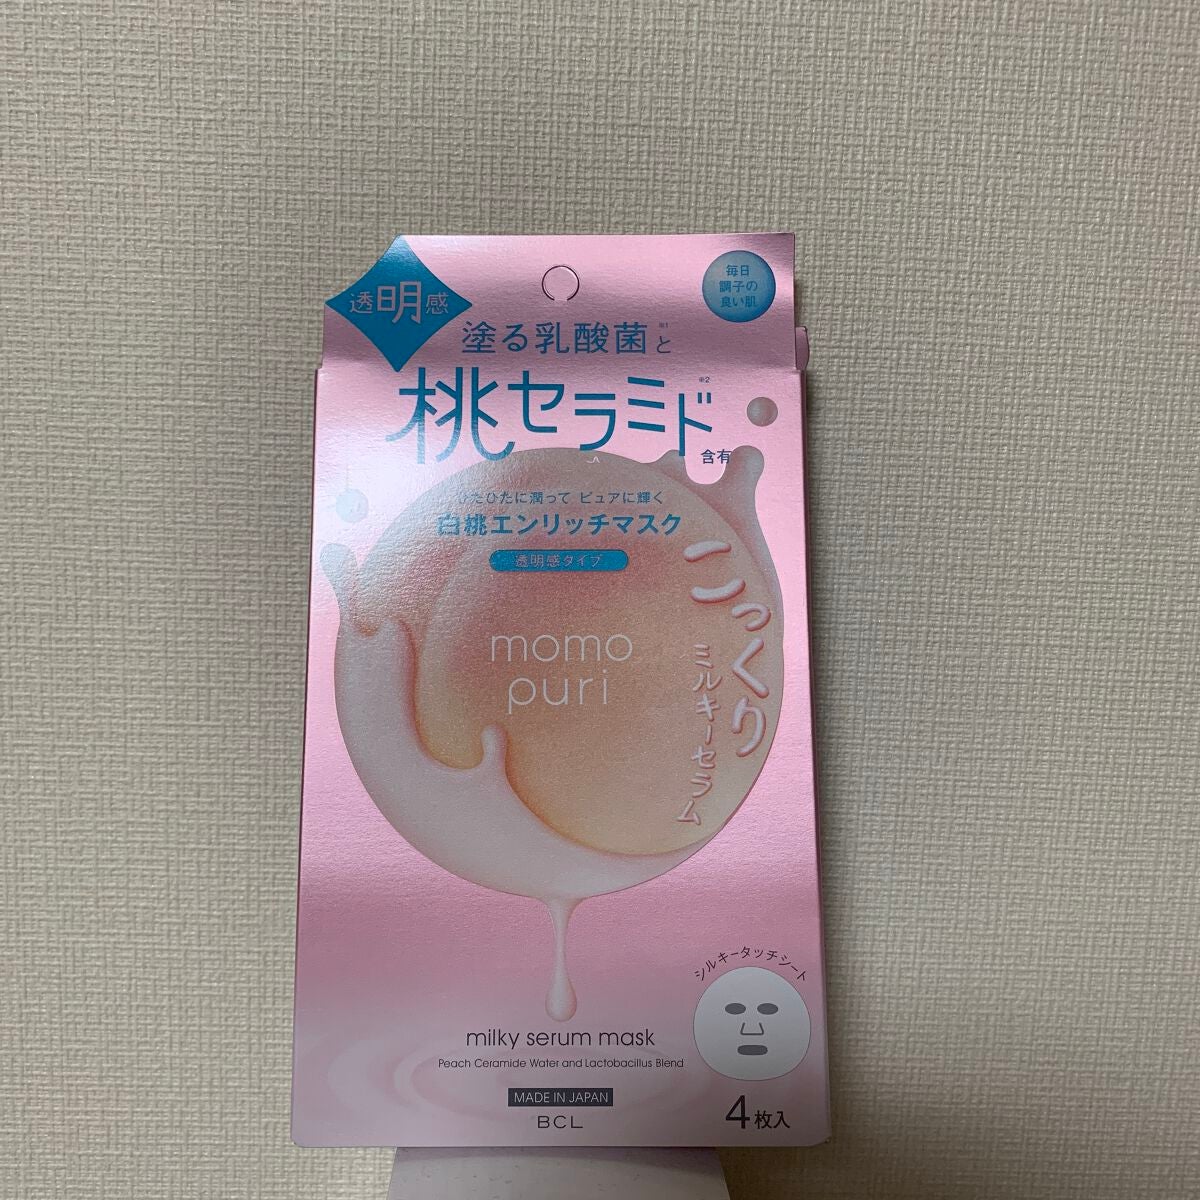 透明感
毎日
調子の
良い肌
塗る乳酸菌※1と
桃セラミド※2
含有
ひたひたに潤って ピュアに輝く
白桃エンリッチマスク
透明感タイプ
momo
puri
こっくり
ミルキーセラム
シルキータッチシート
milky serum mask
Peach Ceramide Water and Lactobacillus Blend
MADE IN JAPAN
BCL
4枚入